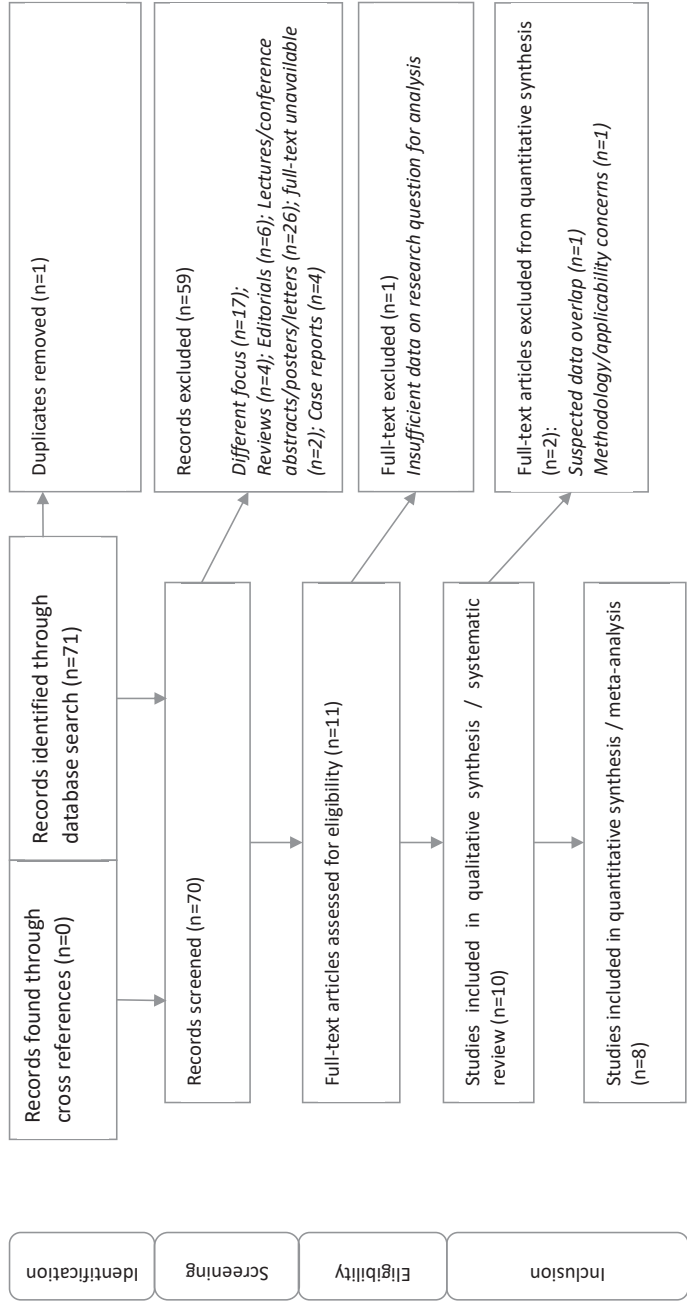 Identification
Records found through
cross references (n=0)
Records identified through
database search (n=71)
Duplicates removed (n=1)
Screening
Records screened (n=70)
Records excluded (n=59)
Different focus (n=17);
Reviews (n=4); Editorials (n=6); Lectures/conference
abstracts/posters/letters (n=26); full-text unavailable
(n=2); Case reports (n=4)
Eligibility
Full-text articles assessed for eligibility (n=11)
Full-text excluded (n=1)
Insufficient data on research question for analysis
Inclusion
Studies included in qualitative synthesis / systematic
review (n=10)
Full-text articles excluded from quantitative synthesis
(n=2):
Suspected data overlap (n=1)
Methodology/applicability concerns (n=1)
Studies included in quantitative synthesis / meta-analysis
(n=8)